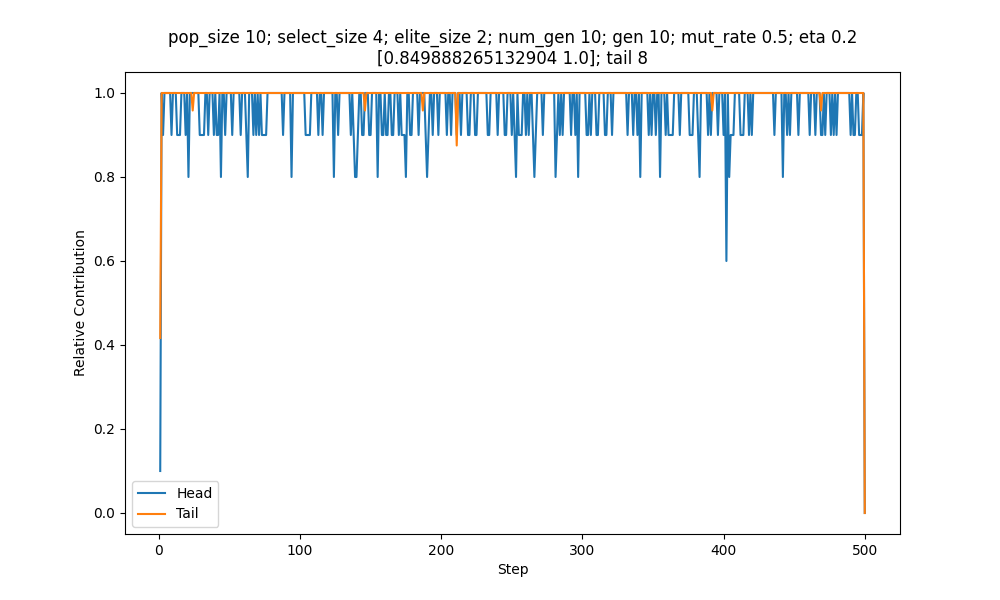 pop_size 10; select_size 4; elite_size 2; num_gen 10; gen 10; mut_rate 0.5; eta 0.2
[0.849888265132904 1.0]; tail 8
1.0
0.8
0.6
0.4
0.2
0.0
Relative Contribution
Head
Tail
0 100 200 300 400 500
Step